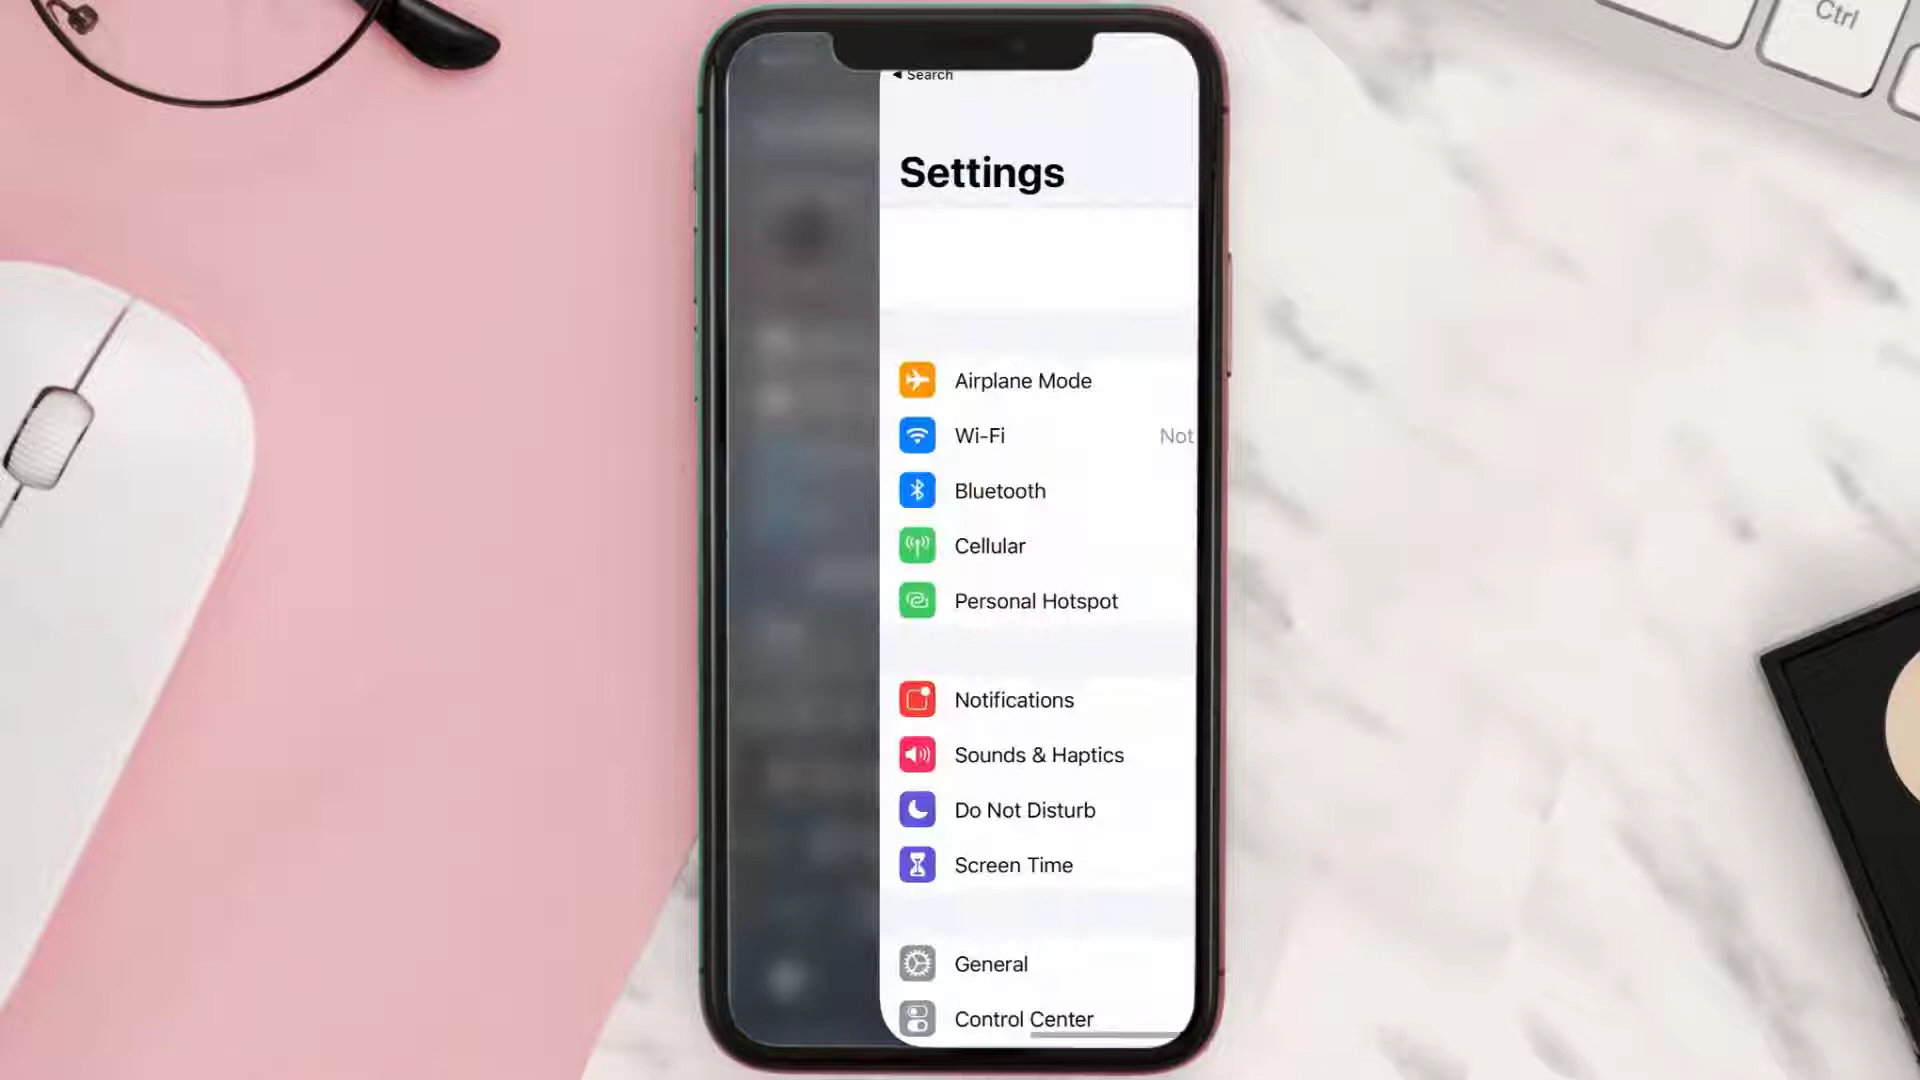 Ctrl
◀ Search
Settings
Airplane Mode
Wi-Fi Not
Bluetooth
Cellular
Personal Hotspot
Notifications
Sounds & Haptics
Do Not Disturb
Screen Time
General
Control Center